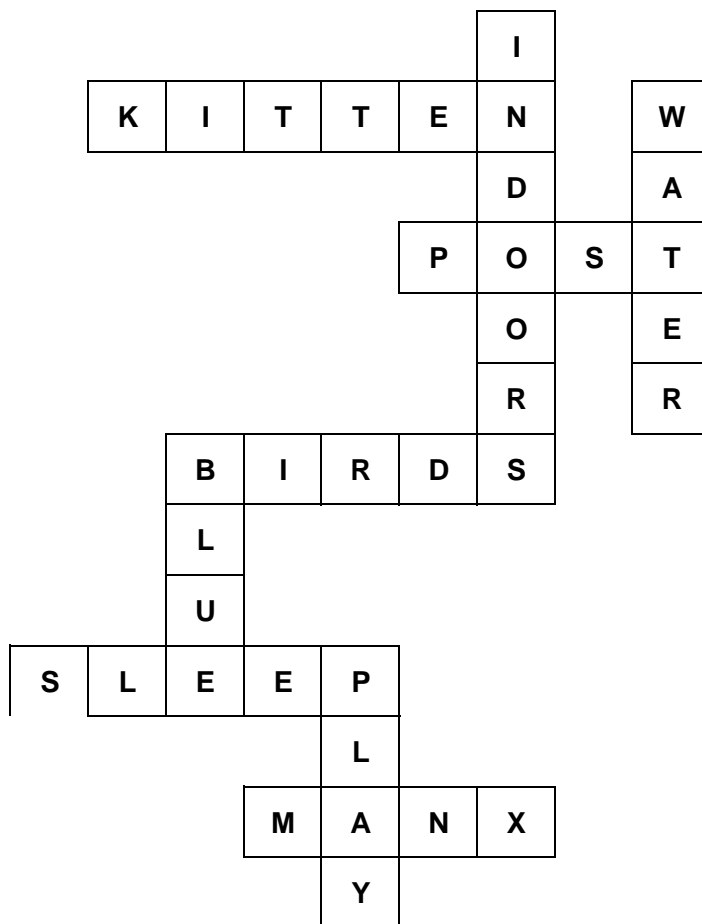 I
K I T T E N W
D A
P O S T
O E
R R
B I R D S
L
U
S L E E P
L
M A N X
Y